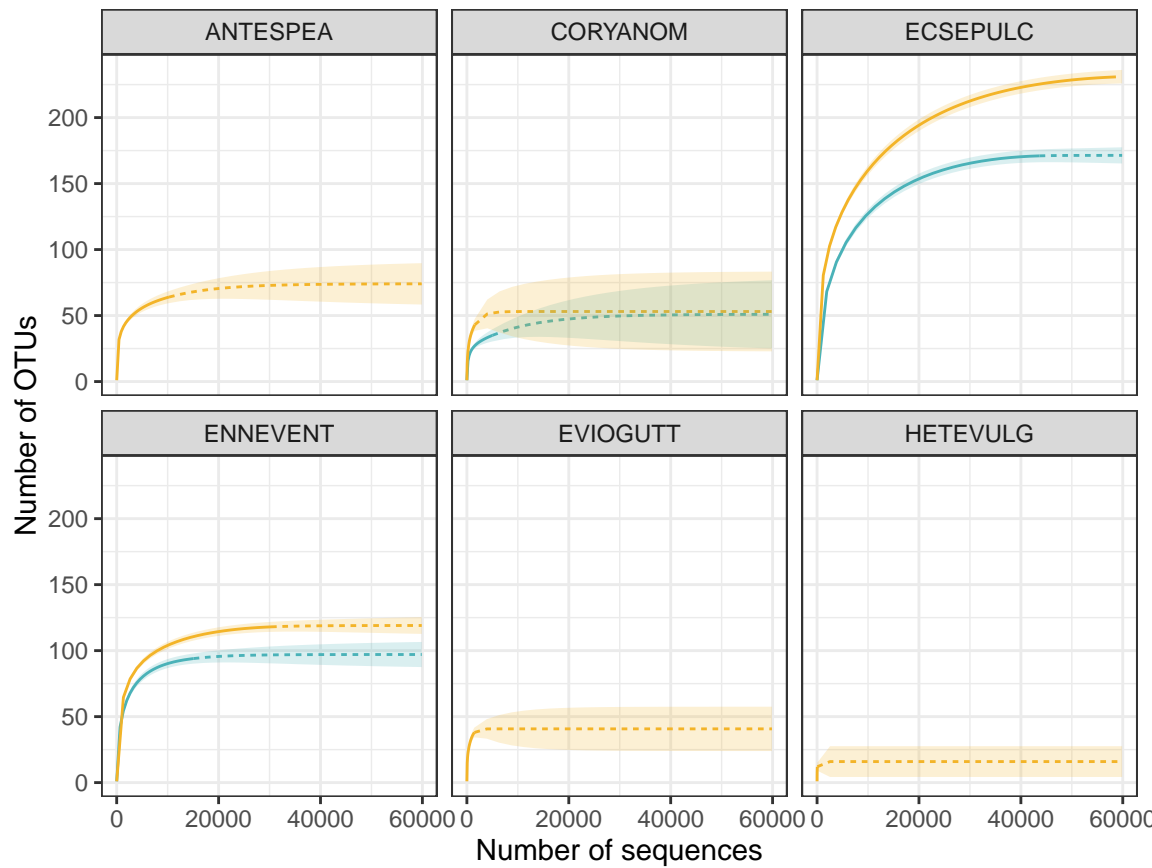 ANTESPEA CORYANOM ECSEPULC
Number of OTUs
200
150
100
50
0
ENNEVENT EVIOGUTT HETEVULG
200
150
100
50
0
0 20000 40000 60000 0 20000 40000 60000 0 20000 40000 60000
Number of sequences